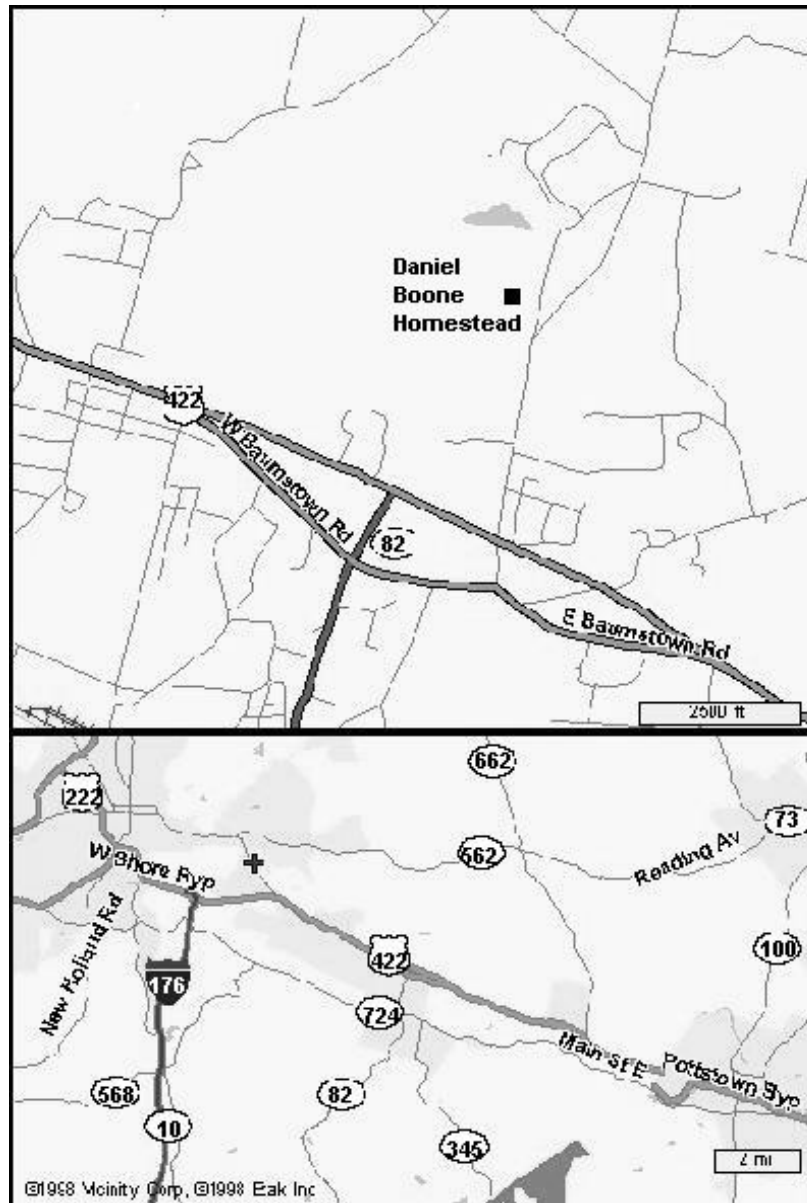 Daniel
Boone
Homestead
422
W Baumstown Rd
82
E Baumstown Rd
2500 ft
662
222
73
562
Reading Av
W Shore Byp
New Holland Rd
100
422
176
724
Main St E
Pottstown Byp
568
82
10
345
2 mi
©1998 Vicinity Corp, ©1998 Etak Inc